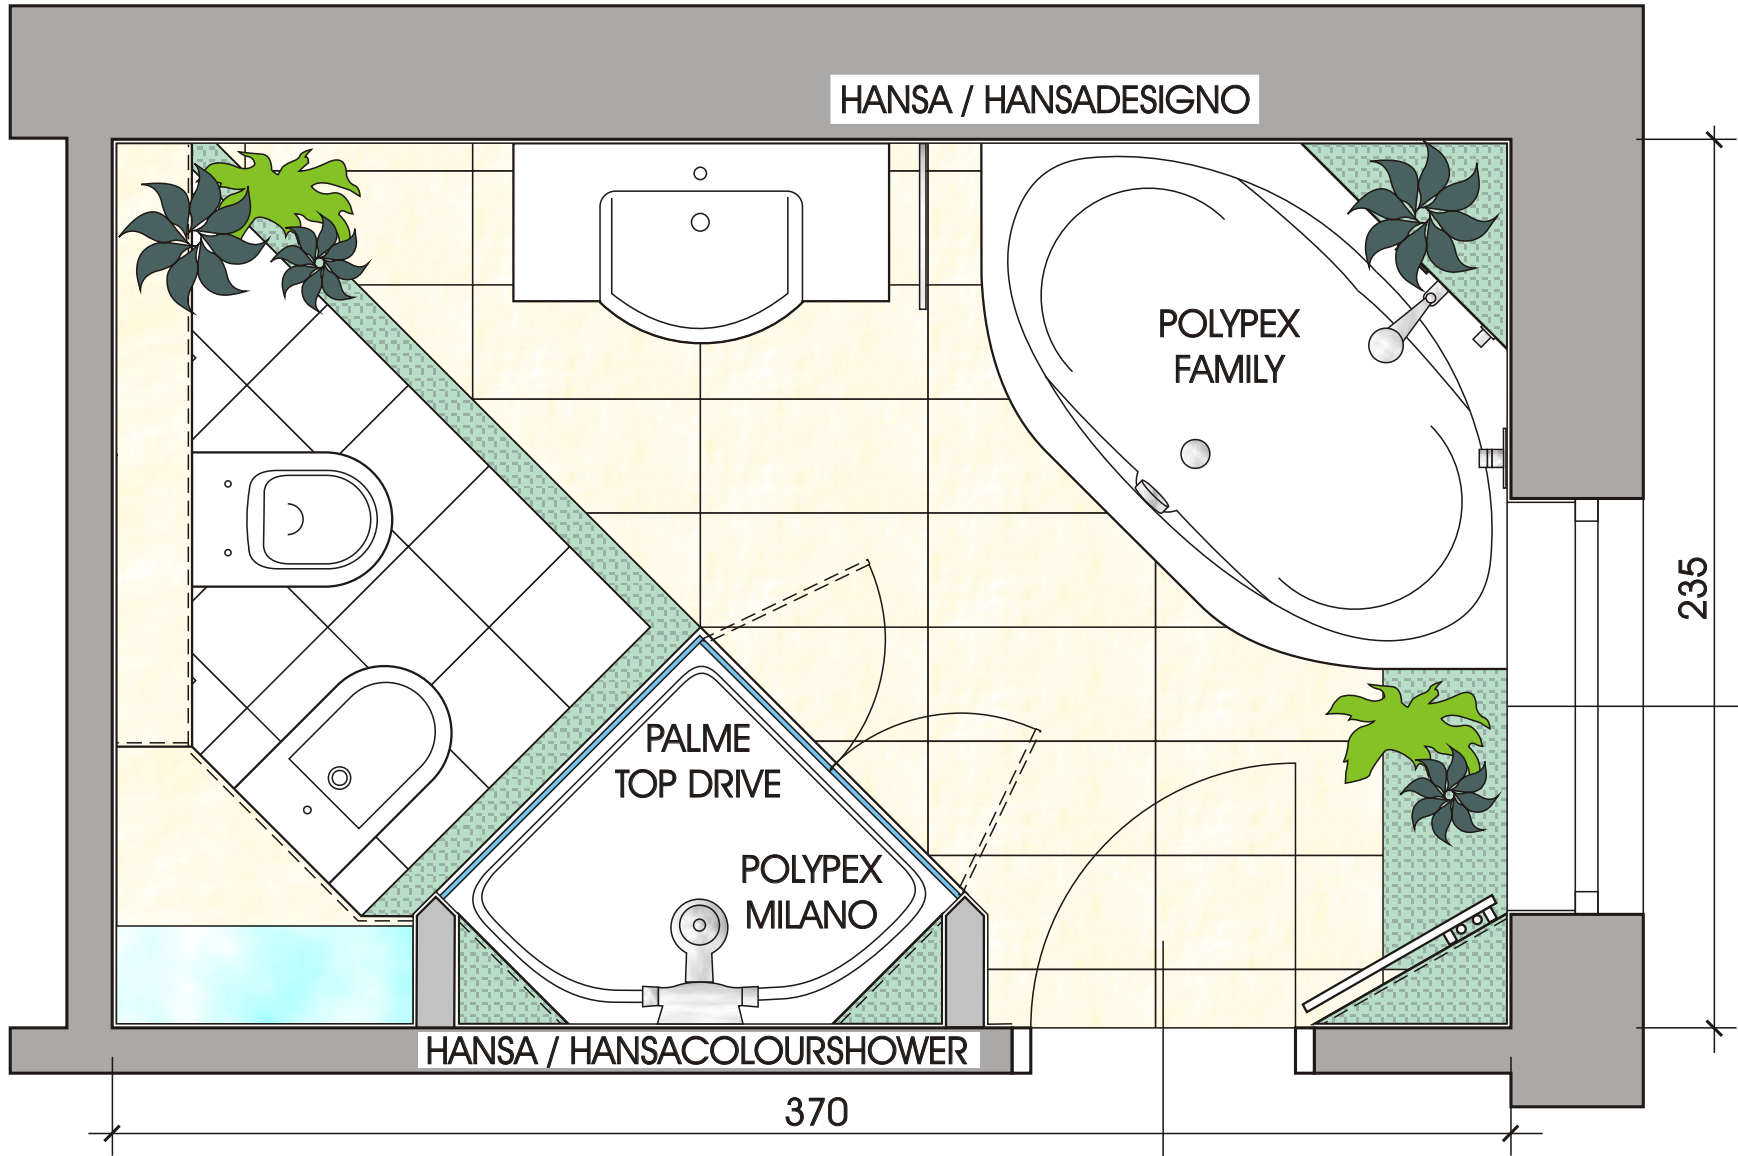 HANSA / HANSADESIGNO
POLYPEX
FAMILY
235
PALME
TOP DRIVE
POLYPEX
MILANO
HANSA / HANSACOLOURSHOWER
370